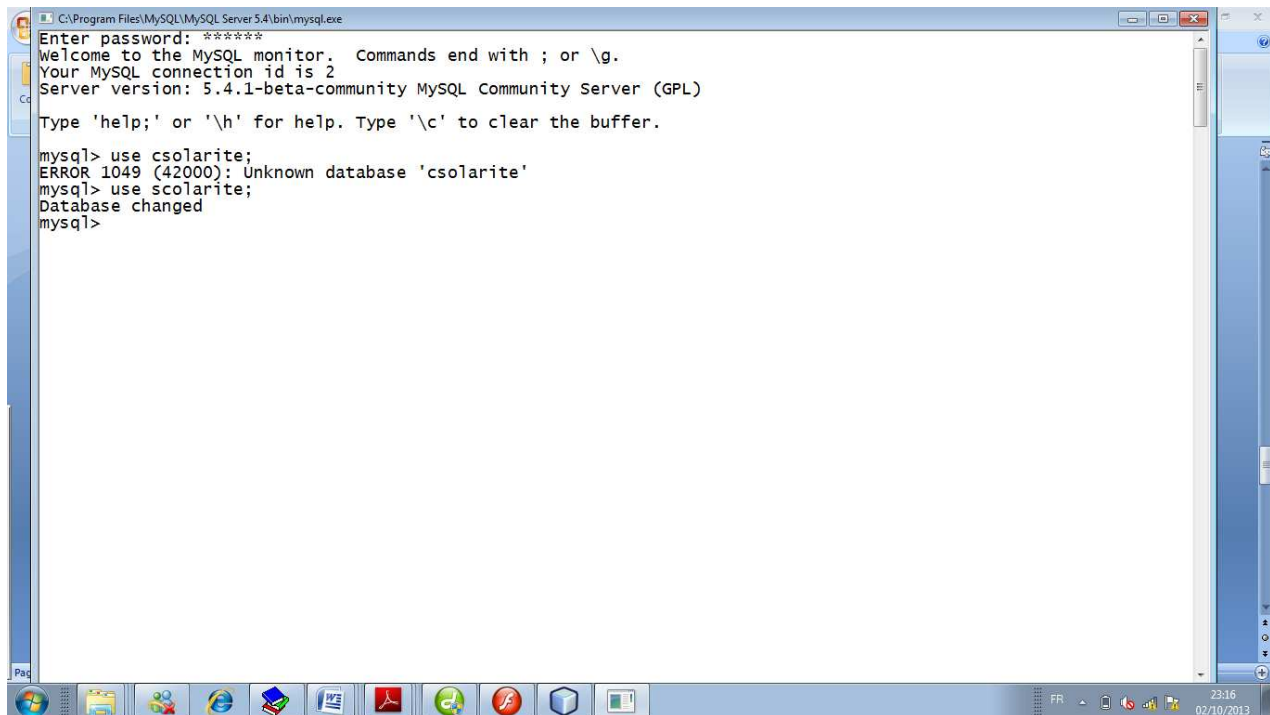 C:\Program Files\MySQL\MySQL Server 5.4\bin\mysql.exe
Enter password: ******
Welcome to the MySQL monitor.  Commands end with ; or \g.
Your MySQL connection id is 2
Server version: 5.4.1-beta-community MySQL Community Server (GPL)
Type 'help;' or '\h' for help. Type '\c' to clear the buffer.
mysql> use csolarite;
ERROR 1049 (42000): Unknown database 'csolarite'
mysql> use scolarite;
Database changed
mysql>
Co
Pag
FR
23:16
02/10/2013